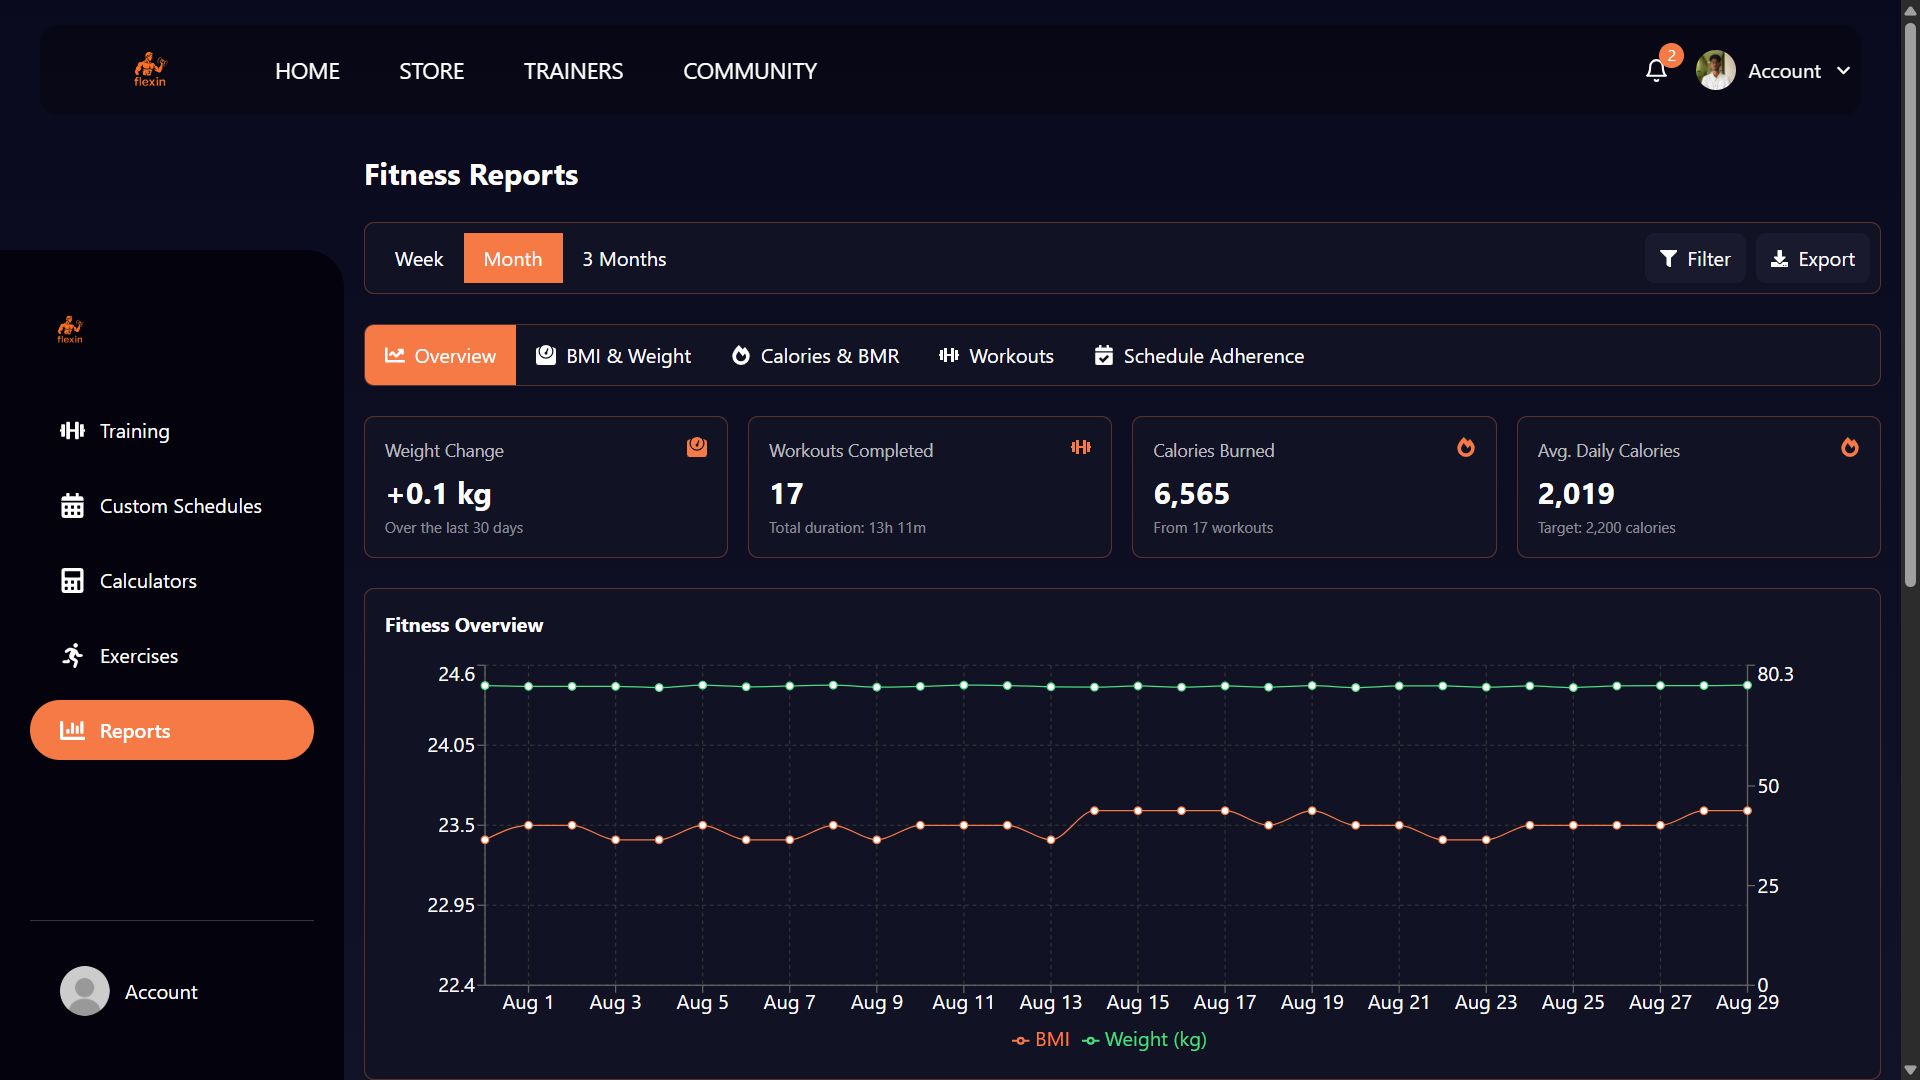 flexin
HOME STORE TRAINERS COMMUNITY
2
Account
Fitness Reports
Week Month 3 Months
Filter Export
flexin
Training
Custom Schedules
Calculators
Exercises
Reports
Account
Overview BMI & Weight Calories & BMR Workouts Schedule Adherence
Weight Change
+0.1 kg
Over the last 30 days
Workouts Completed
17
Total duration: 13h 11m
Calories Burned
6,565
From 17 workouts
Avg. Daily Calories
2,019
Target: 2,200 calories
Fitness Overview
24.6
24.05
23.5
22.95
22.4
80.3
50
25
0
Aug 1 Aug 3 Aug 5 Aug 7 Aug 9 Aug 11 Aug 13 Aug 15 Aug 17 Aug 19 Aug 21 Aug 23 Aug 25 Aug 27 Aug 29
BMI Weight (kg)